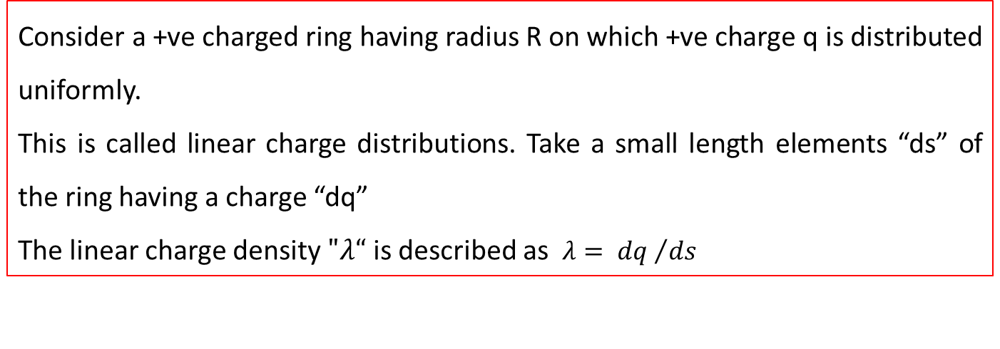 Consider a +ve charged ring having radius R on which +ve charge q is distributed
uniformly.
This is called linear charge distributions. Take a small length elements “ds” of
the ring having a charge “dq”
The linear charge density "λ“ is described as λ = dq /ds